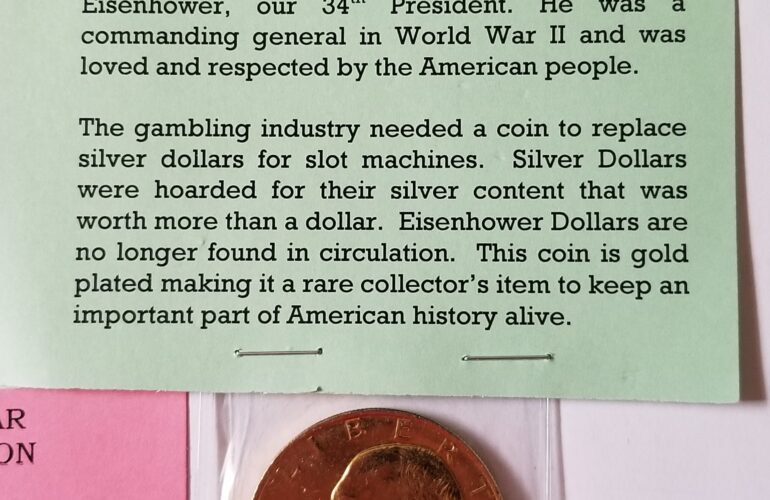 Eisenhower, our 34th President. He was a
commanding general in World War II and was
loved and respected by the American people.
The gambling industry needed a coin to replace
silver dollars for slot machines. Silver Dollars
were hoarded for their silver content that was
worth more than a dollar. Eisenhower Dollars are
no longer found in circulation. This coin is gold
plated making it a rare collector's item to keep an
important part of American history alive.
AR
ON
LIBERT